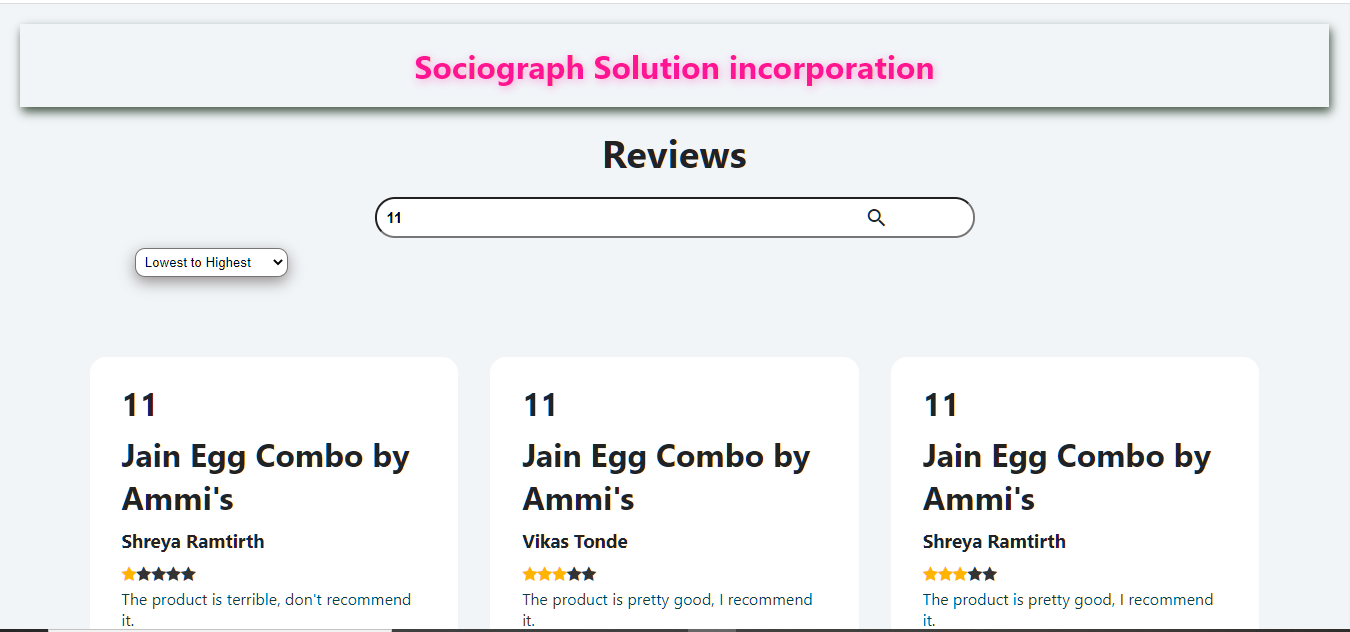 Sociograph Solution incorporation
Reviews
11
Lowest to Highest
11
Jain Egg Combo by
Ammi's
Shreya Ramtirth
The product is terrible, don't recommend
it.
11
Jain Egg Combo by
Ammi's
Vikas Tonde
The product is pretty good, I recommend
it.
11
Jain Egg Combo by
Ammi's
Shreya Ramtirth
The product is pretty good, I recommend
it.